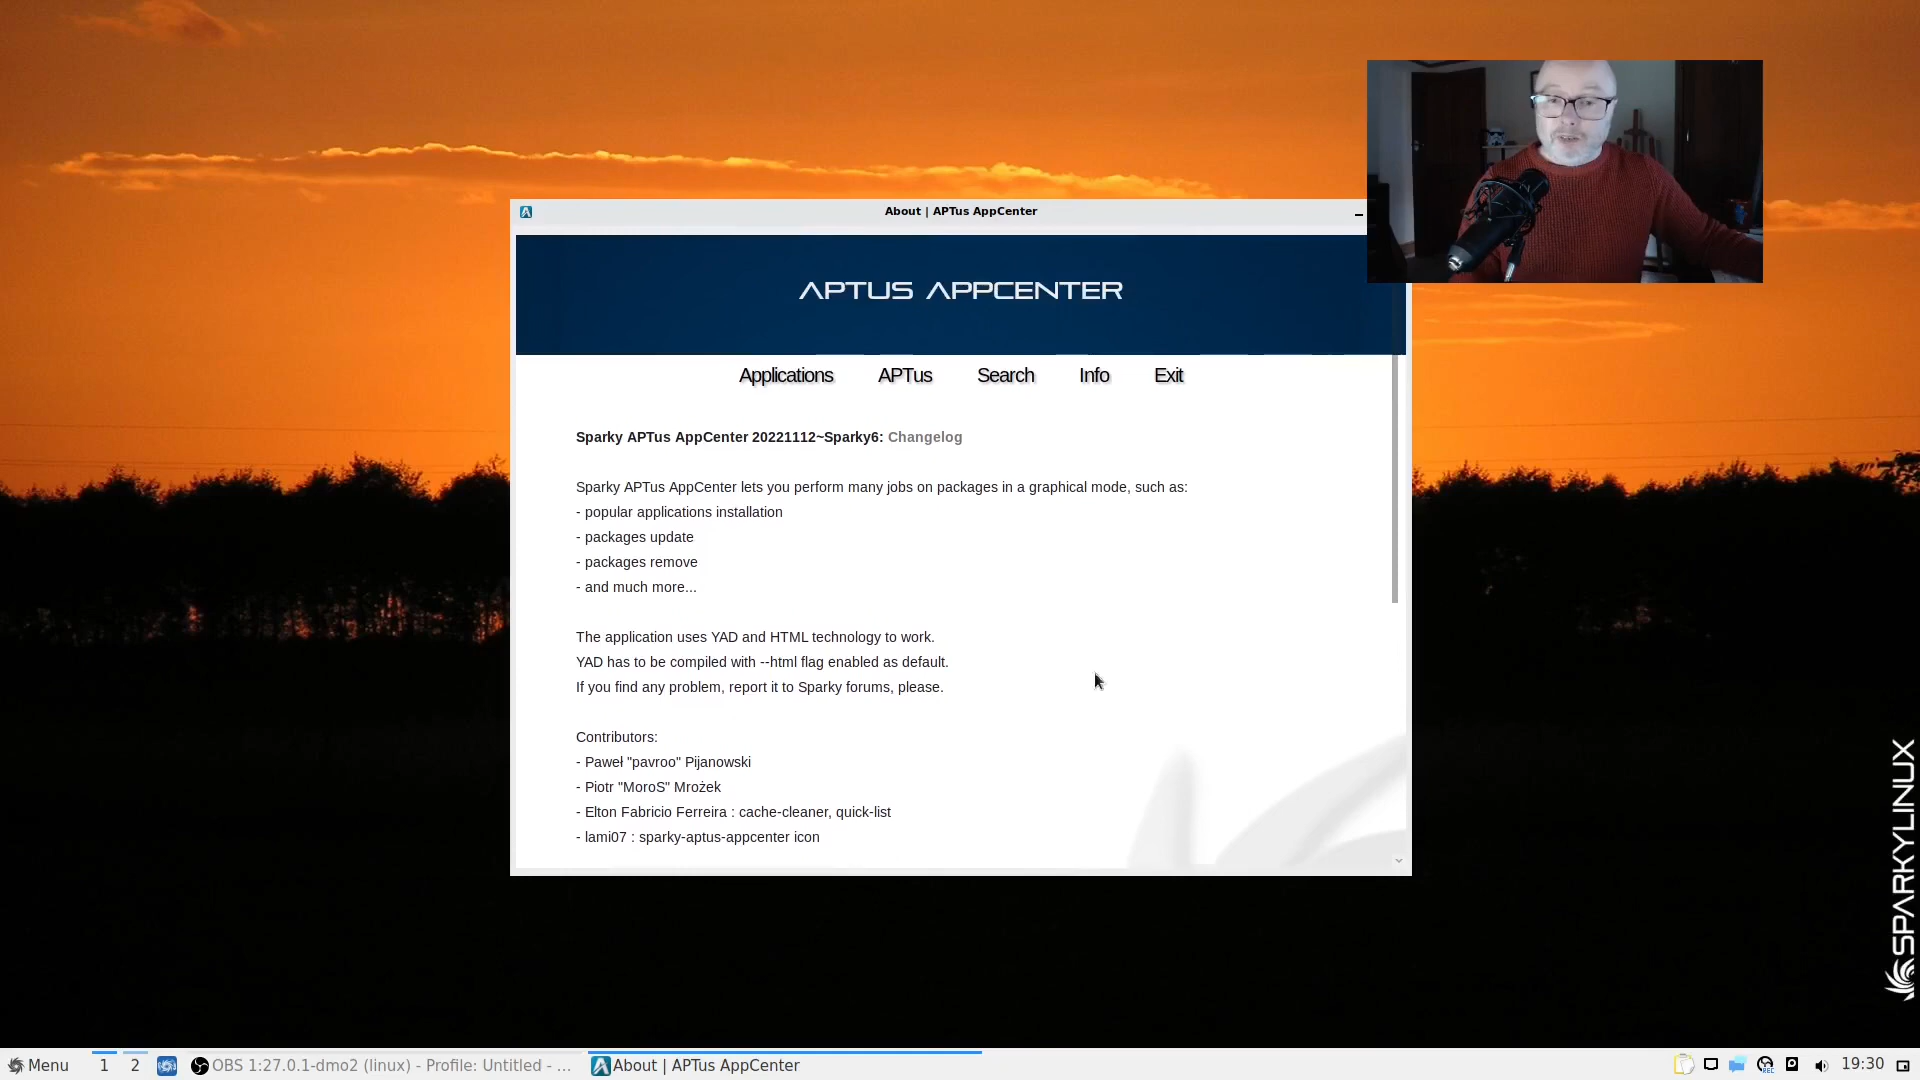 About | APTus AppCenter
APTUS APPCENTER
Applications APTus Search Info Exit
Sparky APTus AppCenter 20221112~Sparky6: Changelog
Sparky APTus AppCenter lets you perform many jobs on packages in a graphical mode, such as:
- popular applications installation
- packages update
- packages remove
- and much more...
The application uses YAD and HTML technology to work.
YAD has to be compiled with --html flag enabled as default.
If you find any problem, report it to Sparky forums, please.
Contributors:
- Paweł "pavroo" Pijanowski
- Piotr "MoroS" Mrożek
- Elton Fabricio Ferreira : cache-cleaner, quick-list
- lami07 : sparky-aptus-appcenter icon
SPARKYLINUX
Menu 1 2 OBS 1:27.0.1-dmo2 (linux) - Profile: Untitled - ... About | APTus AppCenter REC 19:30